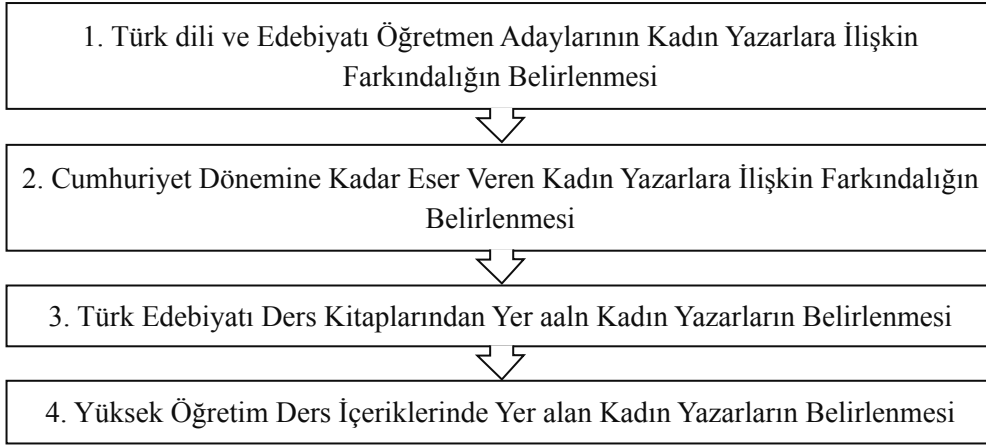 1. Türk dili ve Edebiyatı Öğretmen Adaylarının Kadın Yazarlara İlişkin
Farkındalığın Belirlenmesi
2. Cumhuriyet Dönemine Kadar Eser Veren Kadın Yazarlara İlişkin Farkındalığın
Belirlenmesi
3. Türk Edebiyatı Ders Kitaplarından Yer aaln Kadın Yazarların Belirlenmesi
4. Yüksek Öğretim Ders İçeriklerinde Yer alan Kadın Yazarların Belirlenmesi